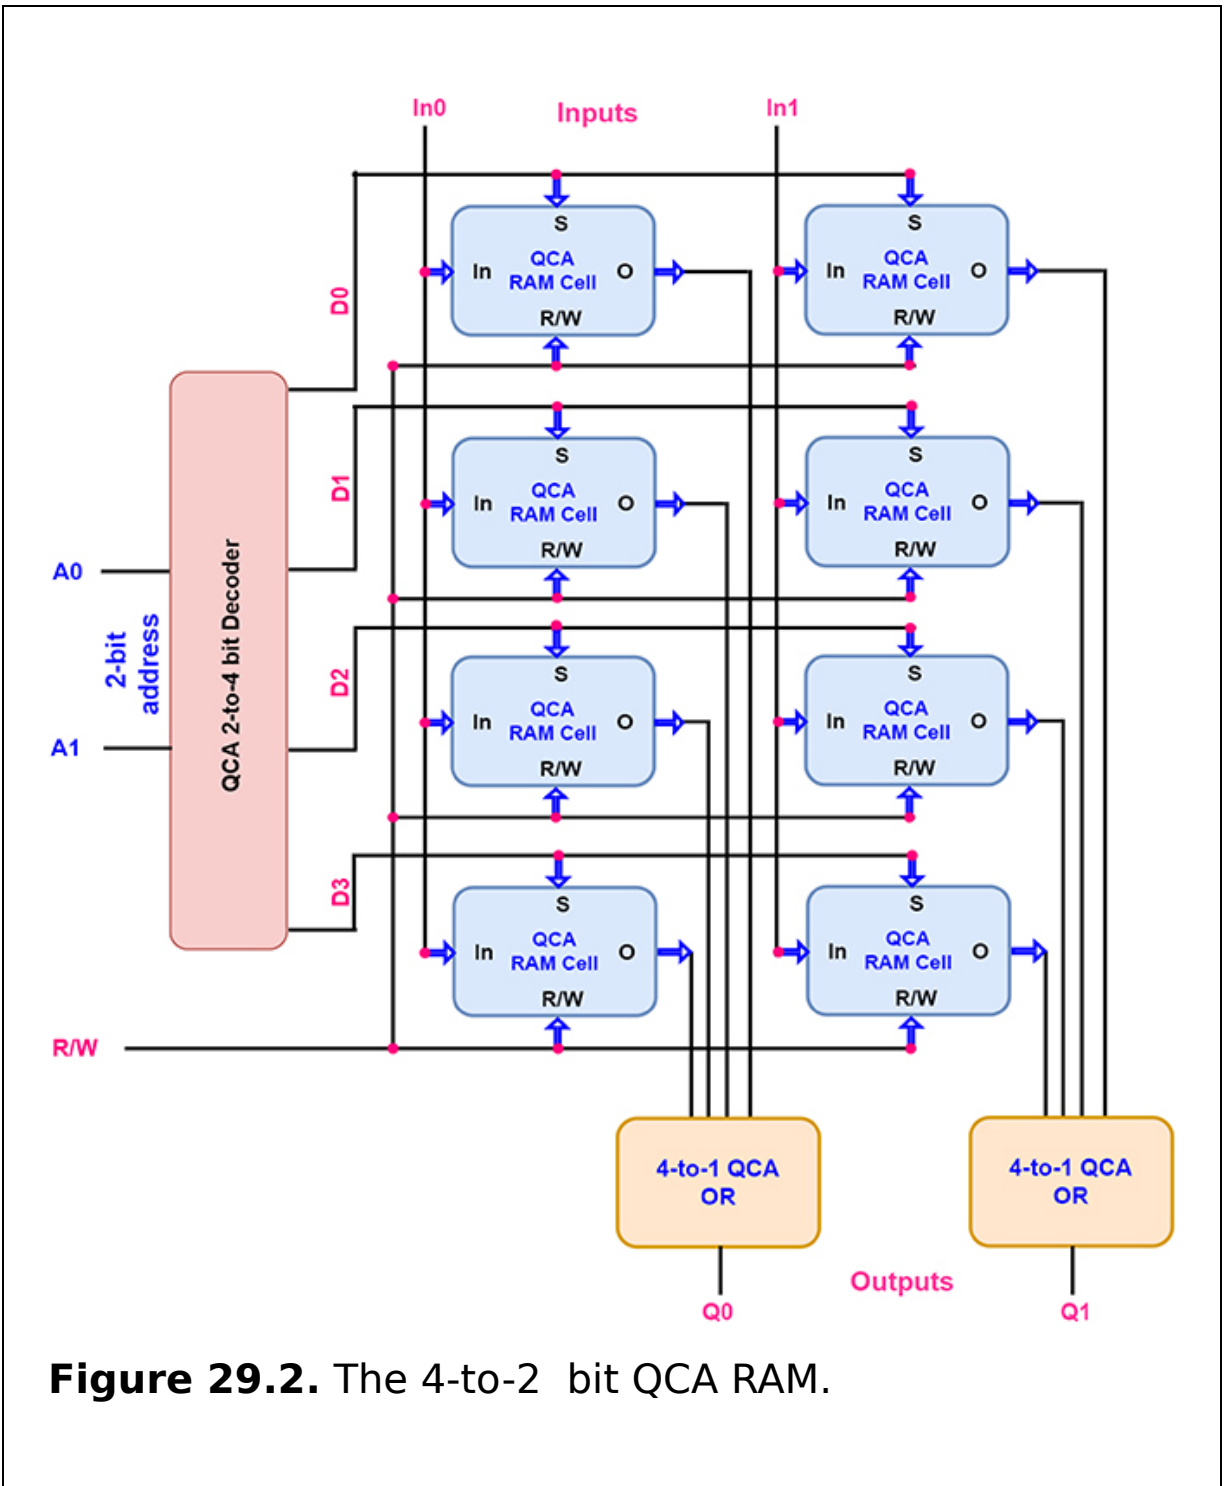 In0 Inputs In1
S S
QCA QCA
In RAM Cell O In RAM Cell O
R/W R/W
D0
S S
QCA QCA
In RAM Cell O In RAM Cell O
R/W R/W
D1
A0
2-bit
address
A1
QCA 2-to-4 bit Decoder
S S
QCA QCA
In RAM Cell O In RAM Cell O
R/W R/W
D2
S S
QCA QCA
In RAM Cell O In RAM Cell O
R/W R/W
D3
R/W
4-to-1 QCA 4-to-1 QCA
OR OR
Outputs
Q0 Q1
Figure 29.2. The 4-to-2 bit QCA RAM.